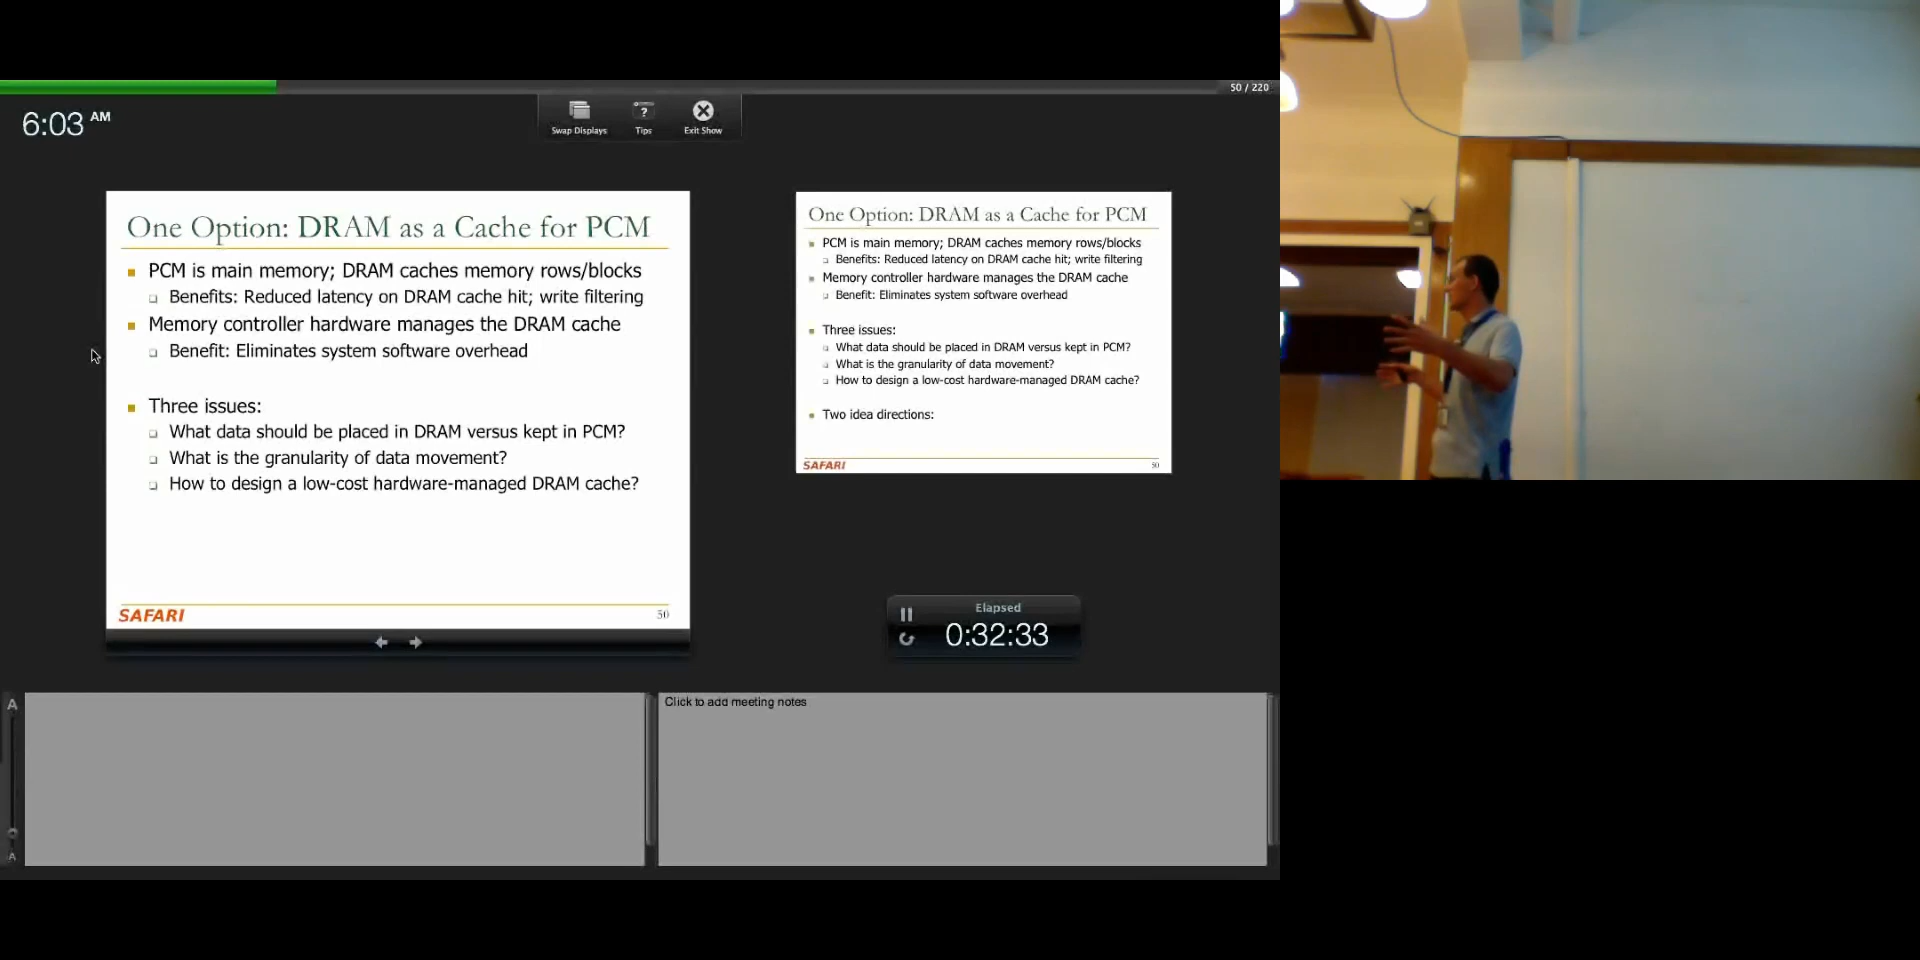 50 / 220
6:03 AM
Swap Displays
Tips
Exit Show
One Option: DRAM as a Cache for PCM
PCM is main memory; DRAM caches memory rows/blocks
Benefits: Reduced latency on DRAM cache hit; write filtering
Memory controller hardware manages the DRAM cache
Benefit: Eliminates system software overhead
Three issues:
What data should be placed in DRAM versus kept in PCM?
What is the granularity of data movement?
How to design a low-cost hardware-managed DRAM cache?
SAFARI
50
One Option: DRAM as a Cache for PCM
PCM is main memory; DRAM caches memory rows/blocks
Benefits: Reduced latency on DRAM cache hit; write filtering
Memory controller hardware manages the DRAM cache
Benefit: Eliminates system software overhead
Three issues:
What data should be placed in DRAM versus kept in PCM?
What is the granularity of data movement?
How to design a low-cost hardware-managed DRAM cache?
Two idea directions:
SAFARI
50
Elapsed
0:32:33
A
A
Click to add meeting notes